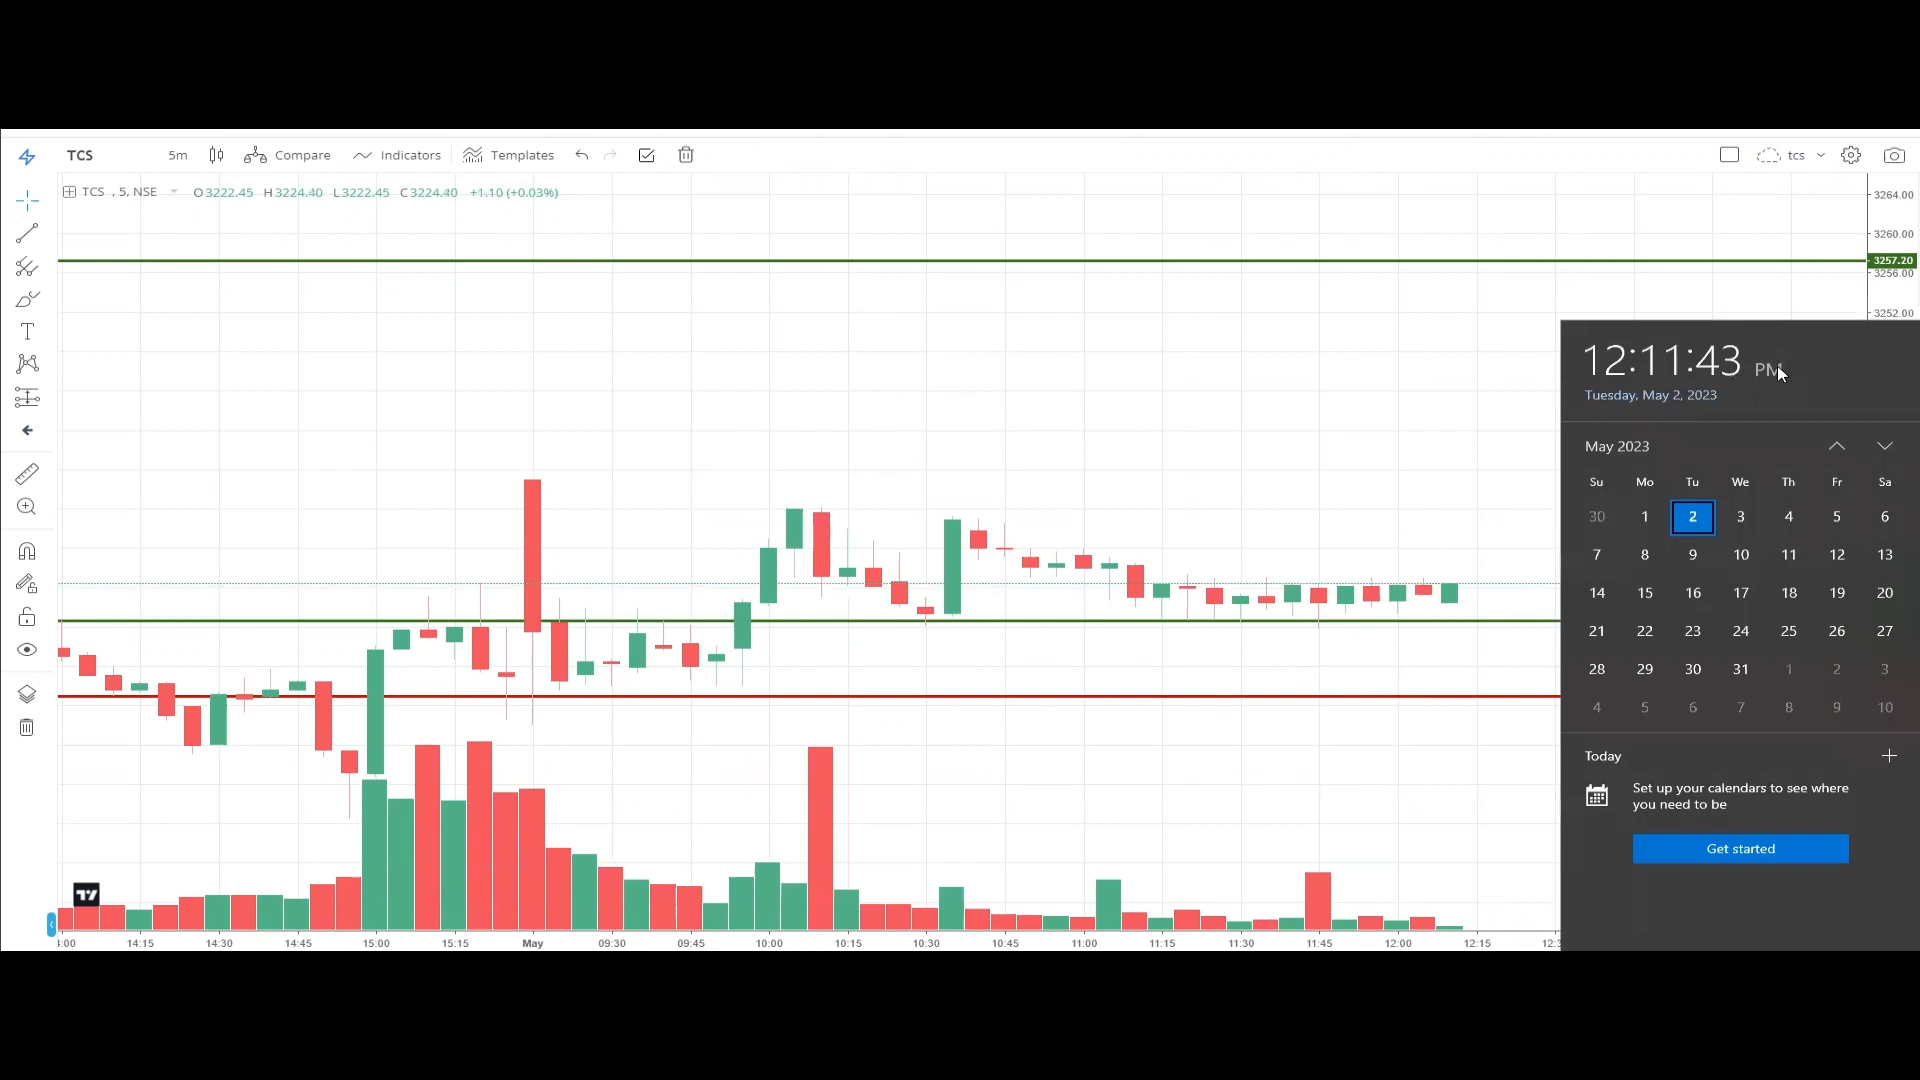 TCS 5m Compare Indicators Templates tcs
TCS , 5, NSE O3222.45 H3224.40 L3222.45 C3224.40 +1.10 (+0.03%)
3264.00
3260.00
3257.20
3256.00
3252.00
12:11:43 PM
Tuesday, May 2, 2023
May 2023
Su Mo Tu We Th Fr Sa
30 1 2 3 4 5 6
7 8 9 10 11 12 13
14 15 16 17 18 19 20
21 22 23 24 25 26 27
28 29 30 31 1 2 3
4 5 6 7 8 9 10
Today
Set up your calendars to see where
you need to be
Get started
14:15 14:30 14:45 15:00 15:15 May 09:30 09:45 10:00 10:15 10:30 10:45 11:00 11:15 11:30 11:45 12:00 12:15